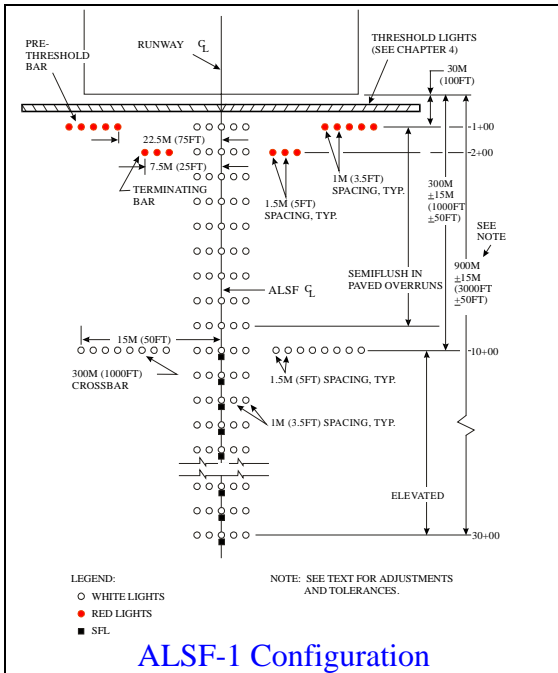 PRE-
THRESHOLD
BAR
RUNWAY ℄
THRESHOLD LIGHTS
(SEE CHAPTER 4)
30M
(100FT)
22.5M (75FT)
1+00
7.5M (25FT)
2+00
TERMINATING
BAR
1M (3.5FT)
SPACING, TYP.
1.5M (5FT)
SPACING, TYP.
300M
±15M
(1000FT
±50FT)
SEE
NOTE
900M
±15M
(3000FT
±50FT)
SEMIFLUSH IN
PAVED OVERRUNS
ALSF ℄
15M (50FT)
10+00
300M (1000FT)
CROSSBAR
1.5M (5FT) SPACING, TYP.
1M (3.5FT) SPACING, TYP.
ELEVATED
30+00
LEGEND:
WHITE LIGHTS
RED LIGHTS
SFL
NOTE: SEE TEXT FOR ADJUSTMENTS
AND TOLERANCES.
ALSF-1 Configuration